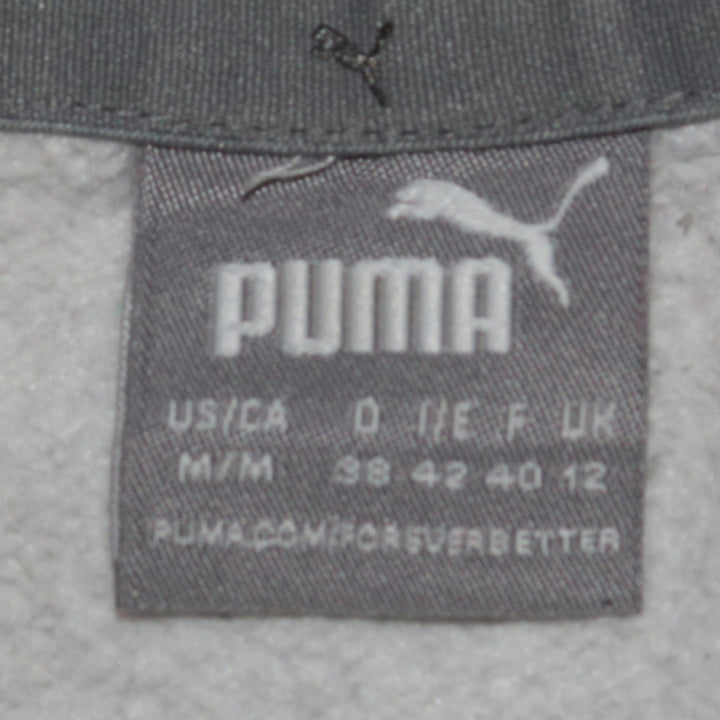 PUMA
US/CA D I/E F UK
M/M 38 42 40 12
PUMA.COM/FOREVERBETTER